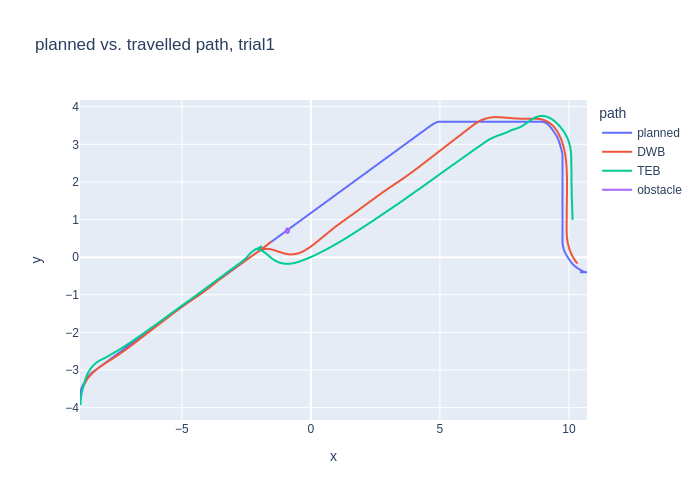 planned vs. travelled path, trial1
path
planned
DWB
TEB
obstacle
4
3
2
1
0
−1
−2
−3
−4
y
−5
0
5
10
x